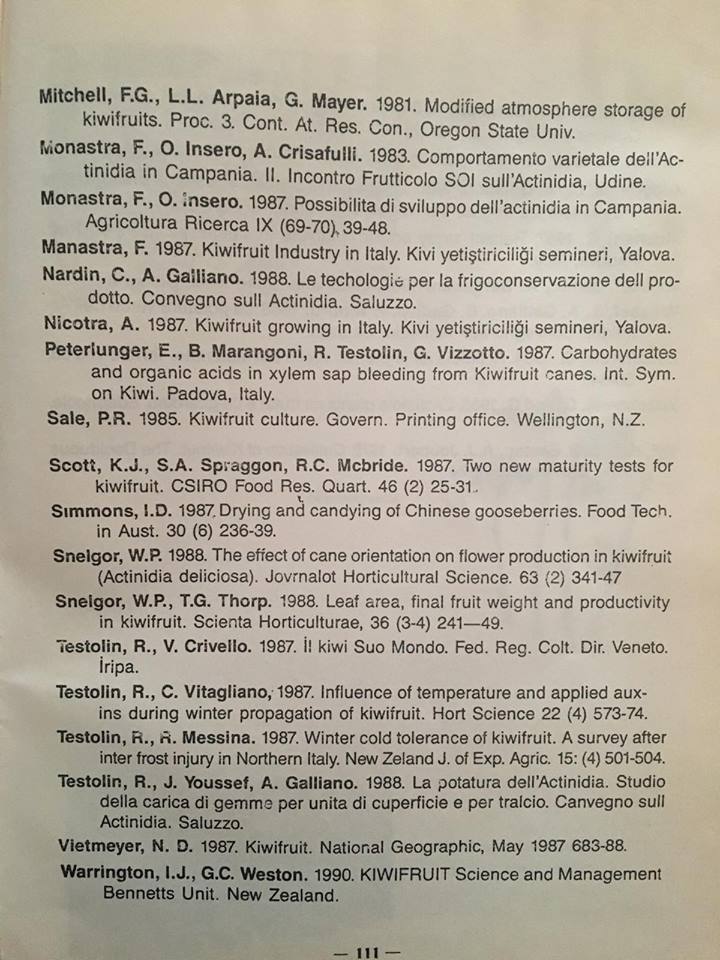 Mitchell, F.G., L.L. Arpaia, G. Mayer. 1981. Modified atmosphere storage of
kiwifruits. Proc. 3. Cont. At. Res. Con., Oregon State Univ.
Monastra, F., O. Insero, A. Crisafulli. 1983. Comportamento varietale dell'Ac-
tinidia in Campania. II. Incontro Frutticolo SOI sull'Actinidia, Udine.
Monastra, F., O. Insero. 1987. Possibilita di sviluppo dell'actinidia in Campania.
Agricoltura Ricerca IX (69-70), 39-48.
Manastra, F. 1987. Kiwifruit Industry in Italy. Kivi yetiştiriciliği semineri, Yalova.
Nardin, C., A. Galliano. 1988. Le techologie per la frigoconservazione dell pro-
dotto. Convegno sull Actinidia. Saluzzo.
Nicotra, A. 1987. Kiwifruit growing in Italy. Kivi yetiştiriciliği semineri, Yalova.
Peterlunger, E., B. Marangoni, R. Testolin, G. Vizzotto. 1987. Carbohydrates
and organic acids in xylem sap bleeding from Kiwifruit canes. Int. Sym.
on Kiwi. Padova, Italy.
Sale, P.R. 1985. Kiwifruit culture. Govern. Printing office. Wellington, N.Z.
Scott, K.J., S.A. Spraggon, R.C. Mcbride. 1987. Two new maturity tests for
kiwifruit. CSIRO Food Res. Quart. 46 (2) 25-31.
Simmons, I.D. 1987. Drying and candying of Chinese gooseberries. Food Tech.
in Aust. 30 (6) 236-39.
Snelgor, W.P. 1988. The effect of cane orientation on flower production in kiwifruit
(Actinidia deliciosa). Jovrnalot Horticultural Science. 63 (2) 341-47
Sneigor, W.P., T.G. Thorp. 1988. Leaf area, final fruit weight and productivity
in kiwifruit. Scienta Horticulturae, 36 (3-4) 241—49.
Testolin, R., V. Crivello. 1987. İl kiwi Suo Mondo. Fed. Reg. Colt. Dir. Veneto.
İripa.
Testolin, R., C. Vitagliano, 1987. Influence of temperature and applied aux-
ins during winter propagation of kiwifruit. Hort Science 22 (4) 573-74.
Testolin, R., R. Messina. 1987. Winter cold tolerance of kiwifruit. A survey after
inter frost injury in Northern Italy. New Zeland J. of Exp. Agric. 15: (4) 501-504.
Testolin, R., J. Youssef, A. Galliano. 1988. La potatura dell'Actinidia. Studio
della carica di gemme per unita di cuperficie e per tralcio. Canvegno sull
Actinidia. Saluzzo.
Vietmeyer, N. D. 1987. Kiwifruit. National Geographic, May 1987 683-88.
Warrington, I.J., G.C. Weston. 1990. KIWIFRUIT Science and Management
Bennetts Unit. New Zealand.
— 111 —